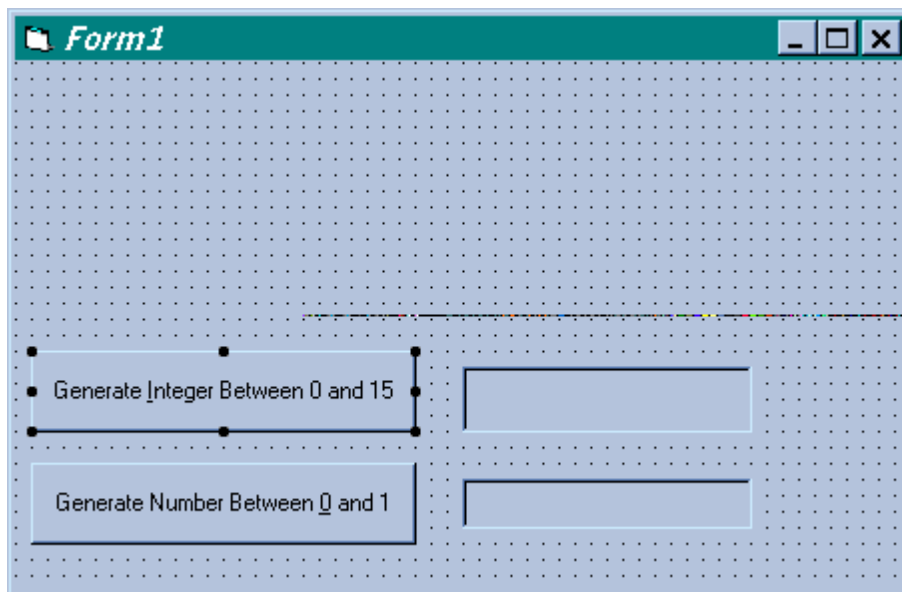 Form1
Generate Integer Between 0 and 15
Generate Number Between 0 and 1